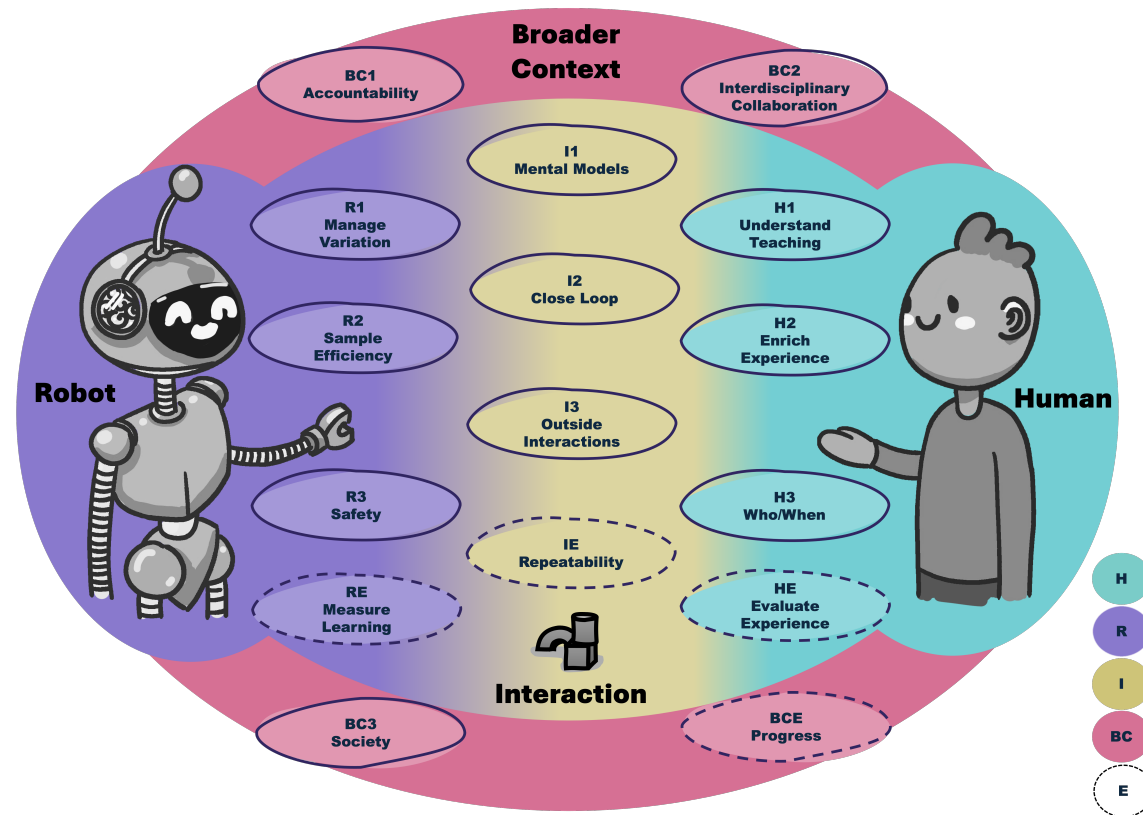 Broader
Context
BC1
Accountability
BC2
Interdisciplinary
Collaboration
I1
Mental Models
R1
Manage
Variation
H1
Understand
Teaching
I2
Close Loop
R2
Sample
Efficiency
H2
Enrich
Experience
Robot
Human
I3
Outside
Interactions
R3
Safety
H3
Who/When
IE
Repeatability
RE
Measure
Learning
HE
Evaluate
Experience
Interaction
BC3
Society
BCE
Progress
H
R
I
BC
E